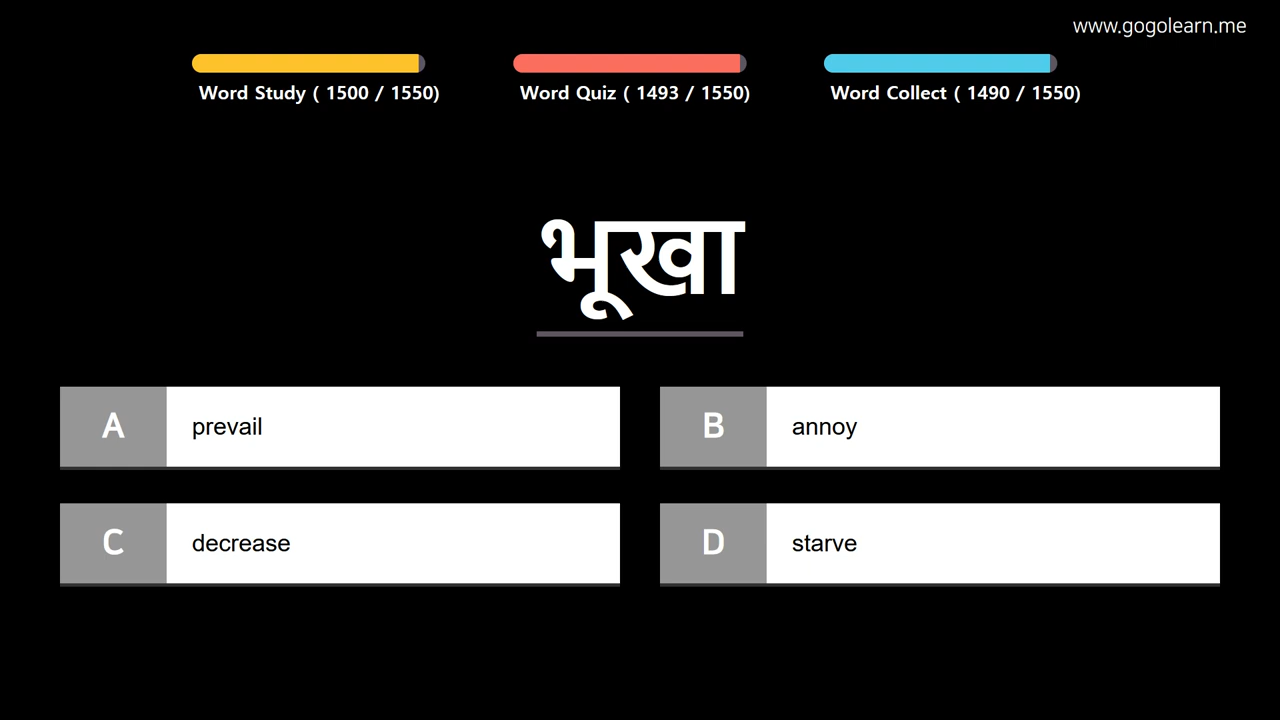 www.gogolearn.me
Word Study ( 1500 / 1550)
Word Quiz ( 1493 / 1550)
Word Collect ( 1490 / 1550)
भूखा
A prevail
B annoy
C decrease
D starve